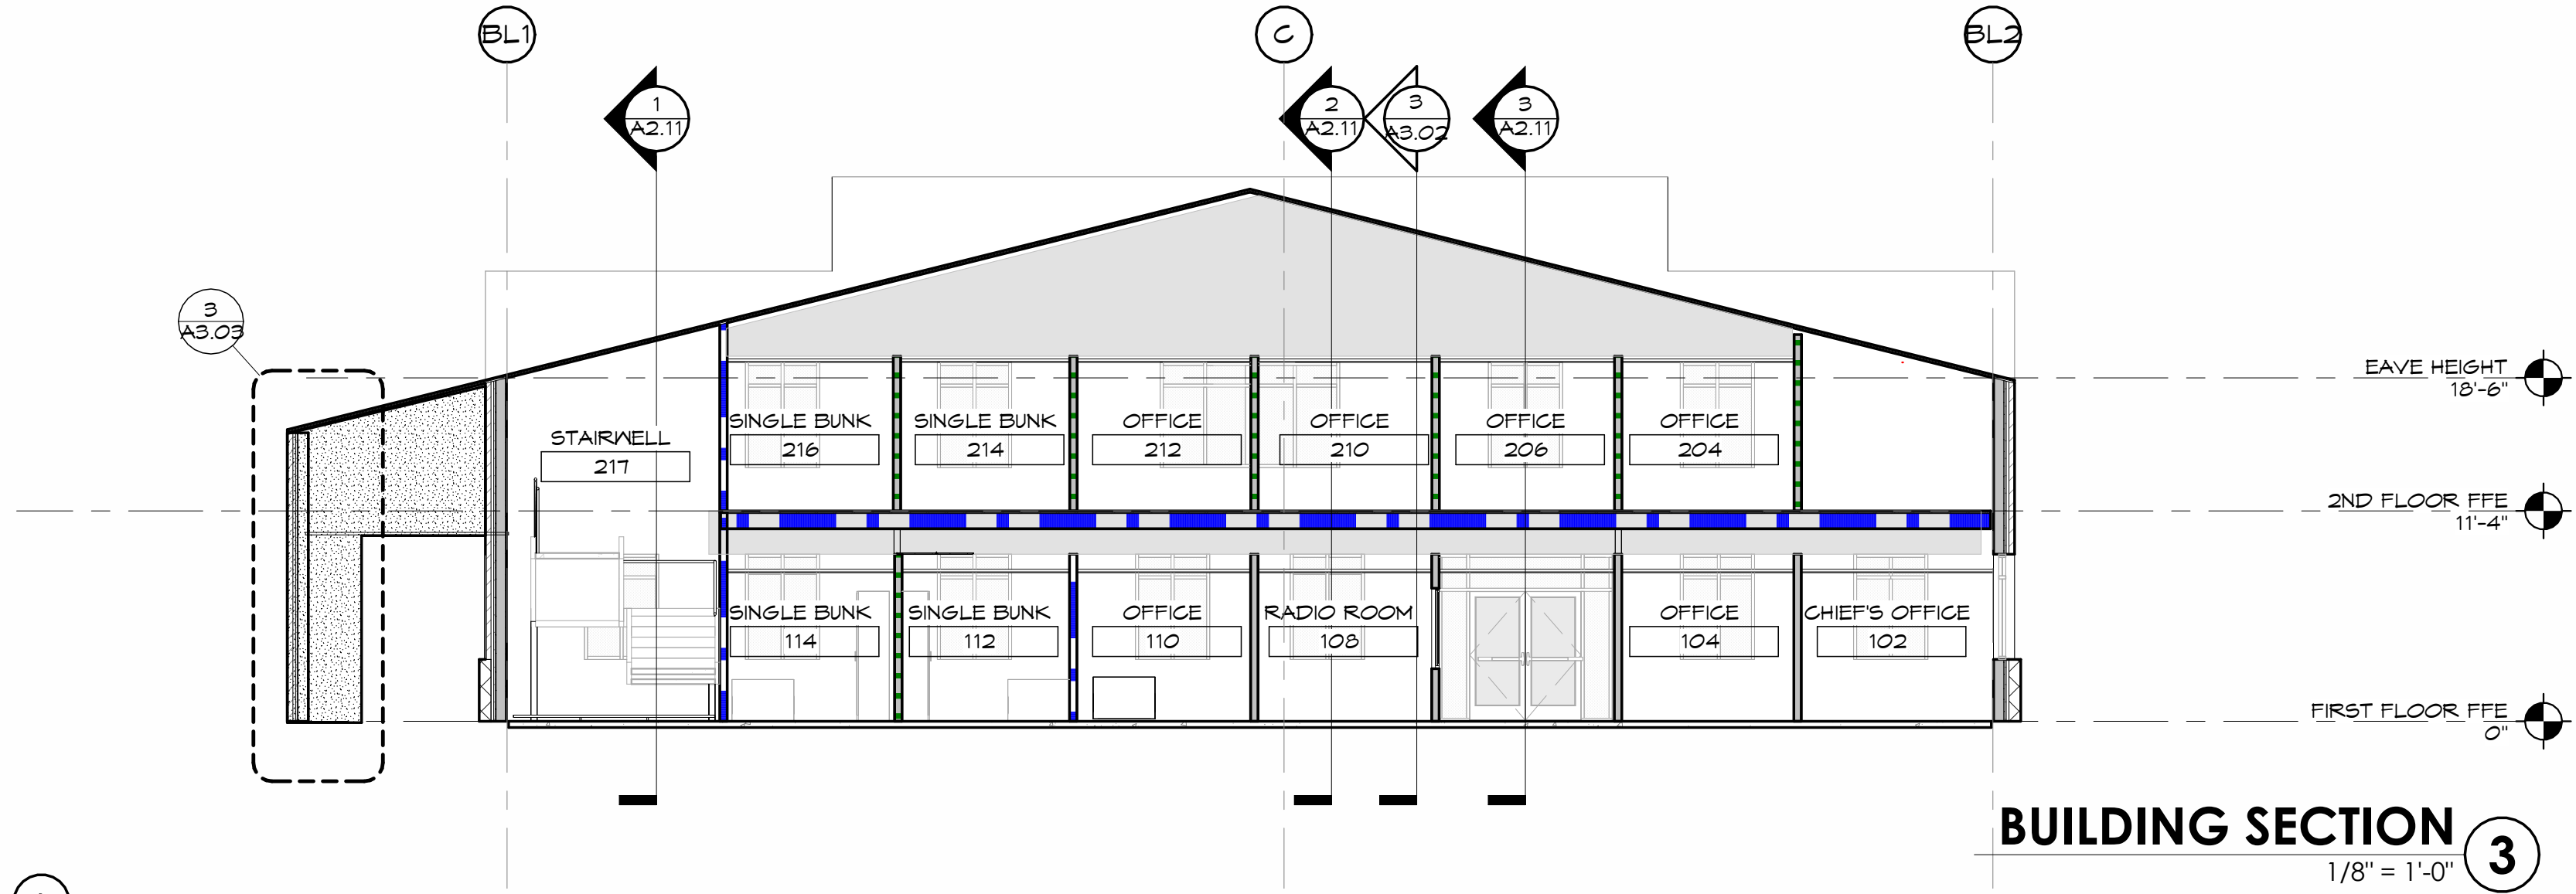 BL1
C
BL2
1
A2.11
2
A2.11
3
A3.02
3
A2.11
3
A3.03
EAVE HEIGHT
18'-6"
STAIRWELL
217
SINGLE BUNK
216
SINGLE BUNK
214
OFFICE
212
OFFICE
210
OFFICE
206
OFFICE
204
2ND FLOOR FFE
11'-4"
SINGLE BUNK
114
SINGLE BUNK
112
OFFICE
110
RADIO ROOM
108
OFFICE
104
CHIEF'S OFFICE
102
FIRST FLOOR FFE
0"
BUILDING SECTION
3
1/8" = 1'-0"